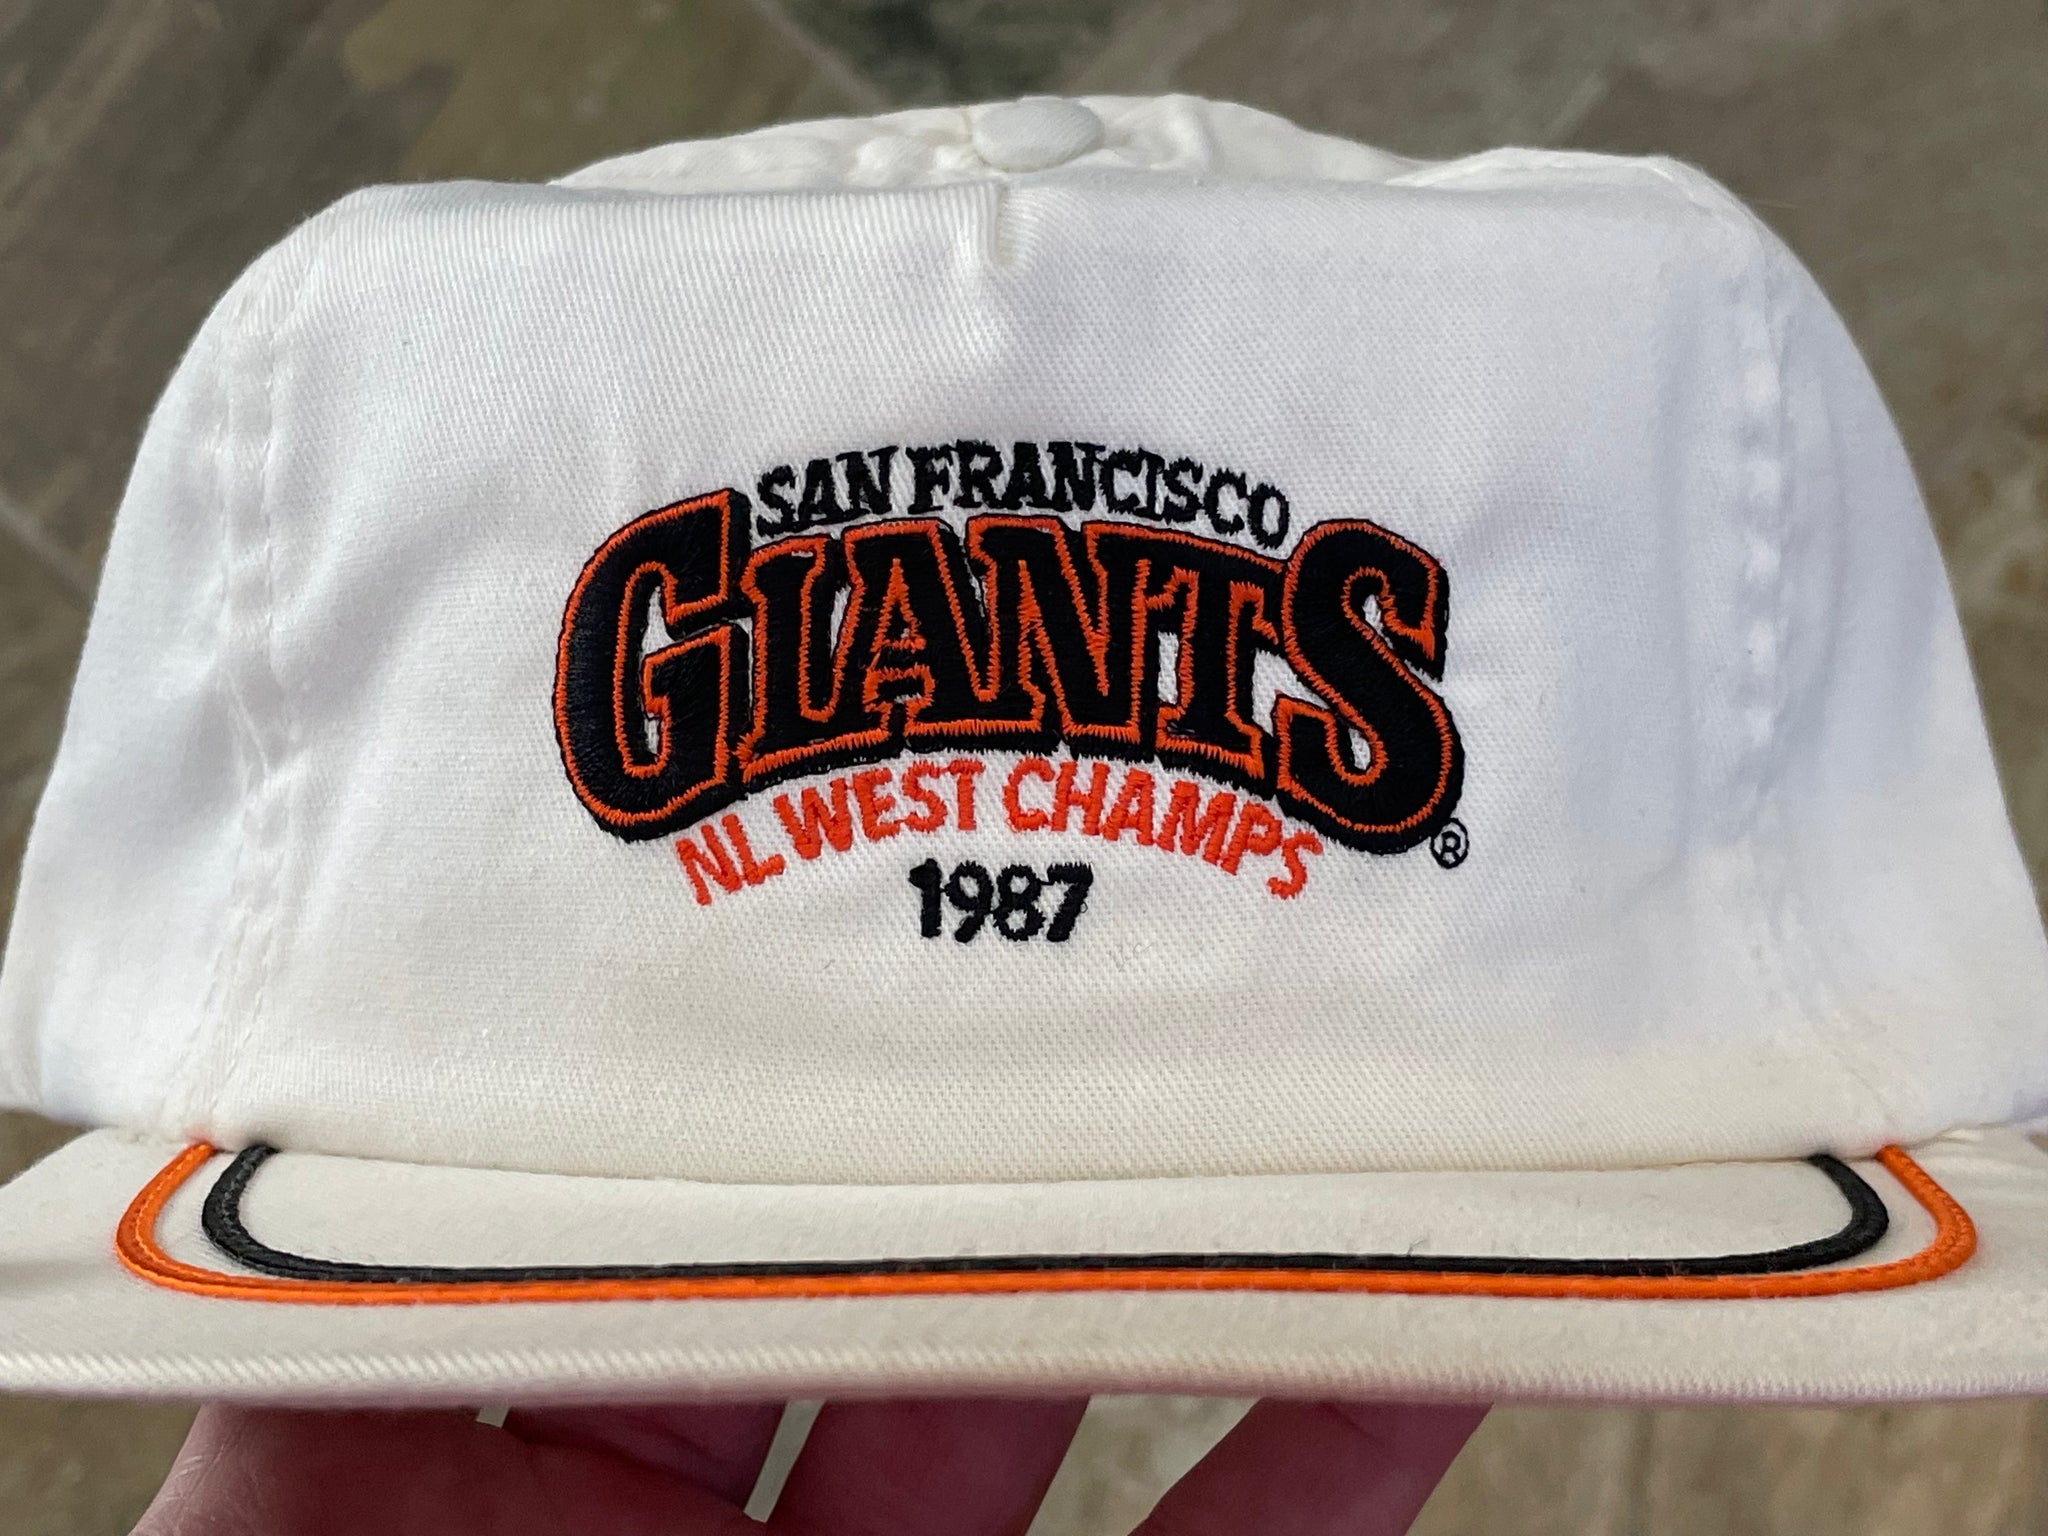 SAN FRANCISCO
GIANTS®
NL WEST CHAMPS
1987